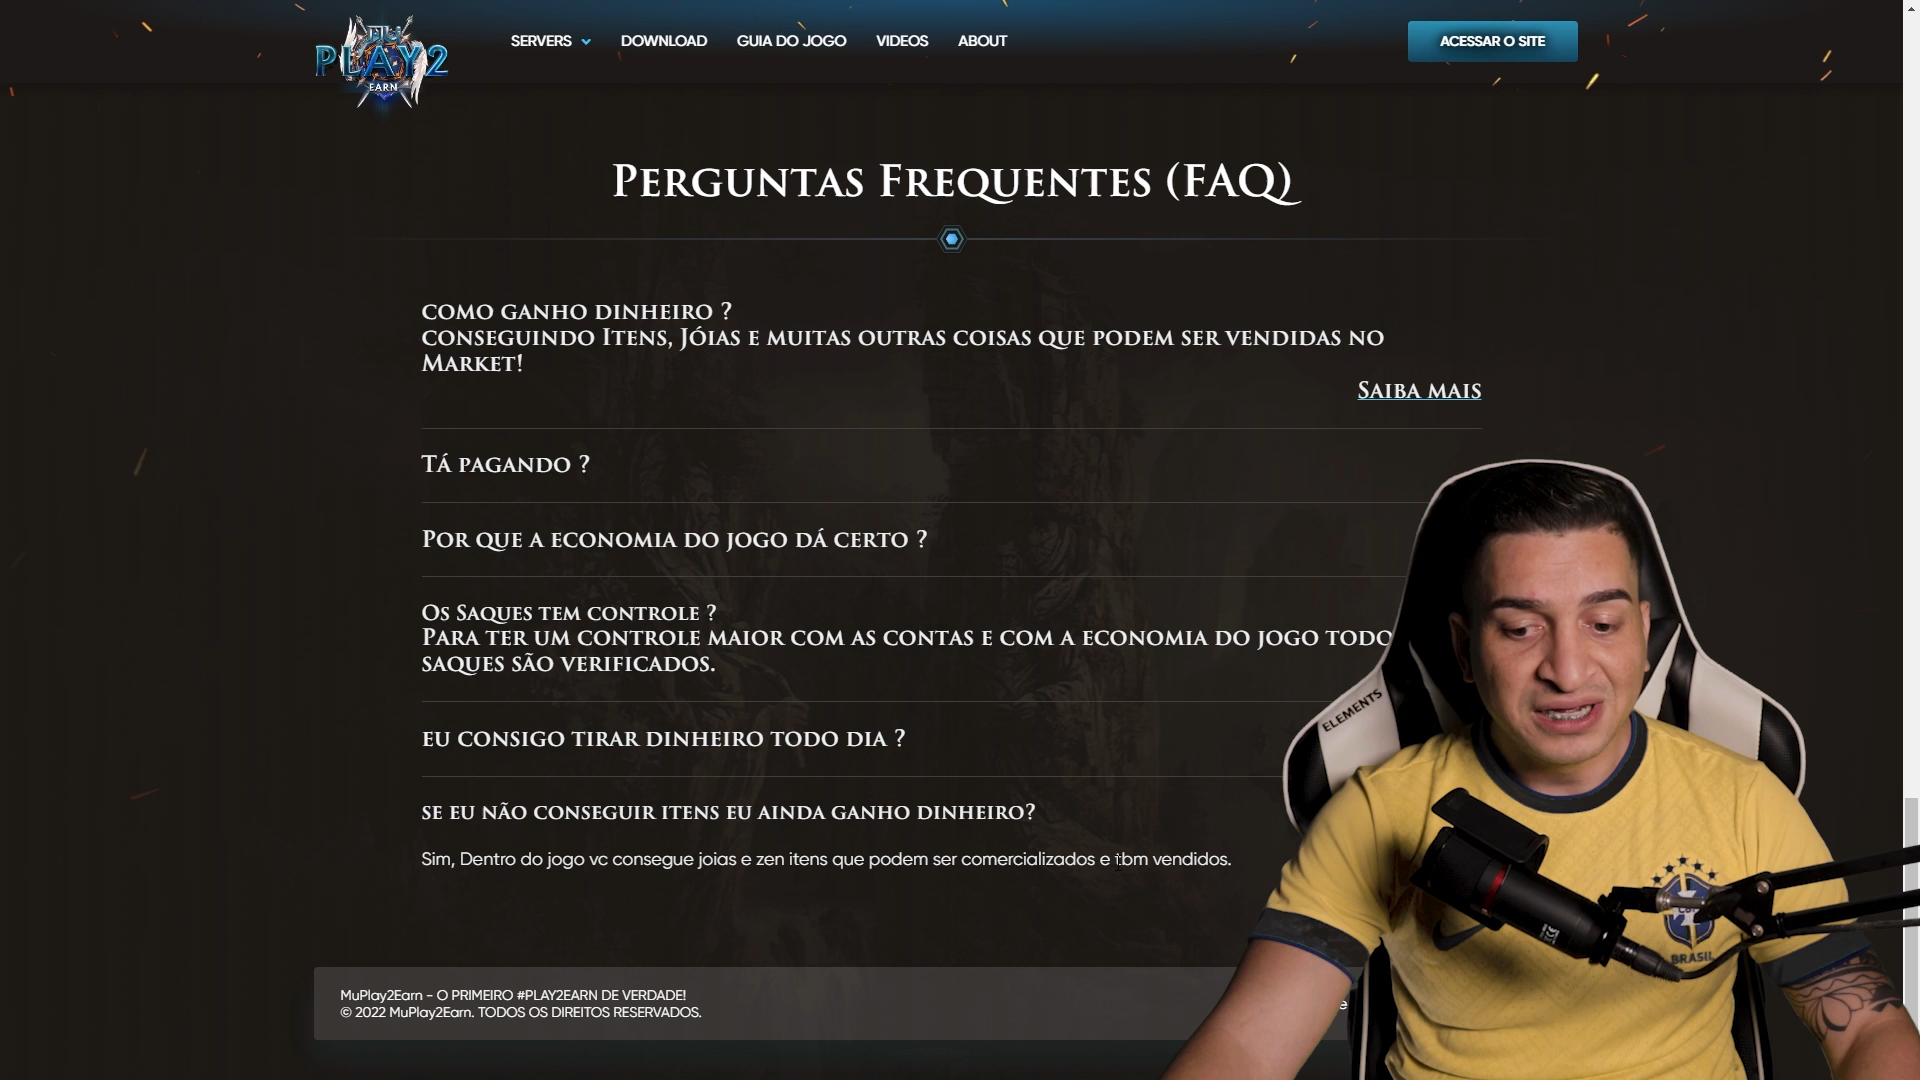 MU
PLAY2
EARN
SERVERS
DOWNLOAD
GUIA DO JOGO
VIDEOS
ABOUT
ACESSAR O SITE
Perguntas Frequentes (FAQ)
como ganho dinheiro ?
conseguindo Itens, Jóias e muitas outras coisas que podem ser vendidas no
Market!
Saiba mais
Tá pagando ?
Por que a economia do jogo dá certo ?
Os Saques tem controle ?
Para ter um controle maior com as contas e com a economia do jogo todo
saques são verificados.
eu consigo tirar dinheiro todo dia ?
se eu não conseguir itens eu ainda ganho dinheiro?
Sim, Dentro do jogo vc consegue joias e zen itens que podem ser comercializados e tbm vendidos.
MuPlay2Earn - O PRIMEIRO #PLAY2EARN DE VERDADE!
© 2022 MuPlay2Earn. TODOS OS DIREITOS RESERVADOS.
ELEMENTS
BRASIL